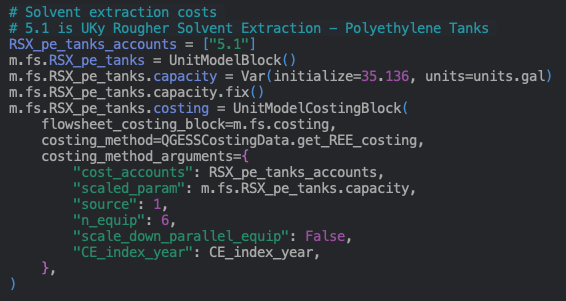 # Solvent extraction costs
# 5.1 is UKy Rougher Solvent Extraction - Polyethylene Tanks
RSX_pe_tanks_accounts = ["5.1"]
m.fs.RSX_pe_tanks = UnitModelBlock()
m.fs.RSX_pe_tanks.capacity = Var(initialize=35.136, units=units.gal)
m.fs.RSX_pe_tanks.capacity.fix()
m.fs.RSX_pe_tanks.costing = UnitModelCostingBlock(
    flowsheet_costing_block=m.fs.costing,
    costing_method=QGESSCostingData.get_REE_costing,
    costing_method_arguments={
        "cost_accounts": RSX_pe_tanks_accounts,
        "scaled_param": m.fs.RSX_pe_tanks.capacity,
        "source": 1,
        "n_equip": 6,
        "scale_down_parallel_equip": False,
        "CE_index_year": CE_index_year,
    },
)